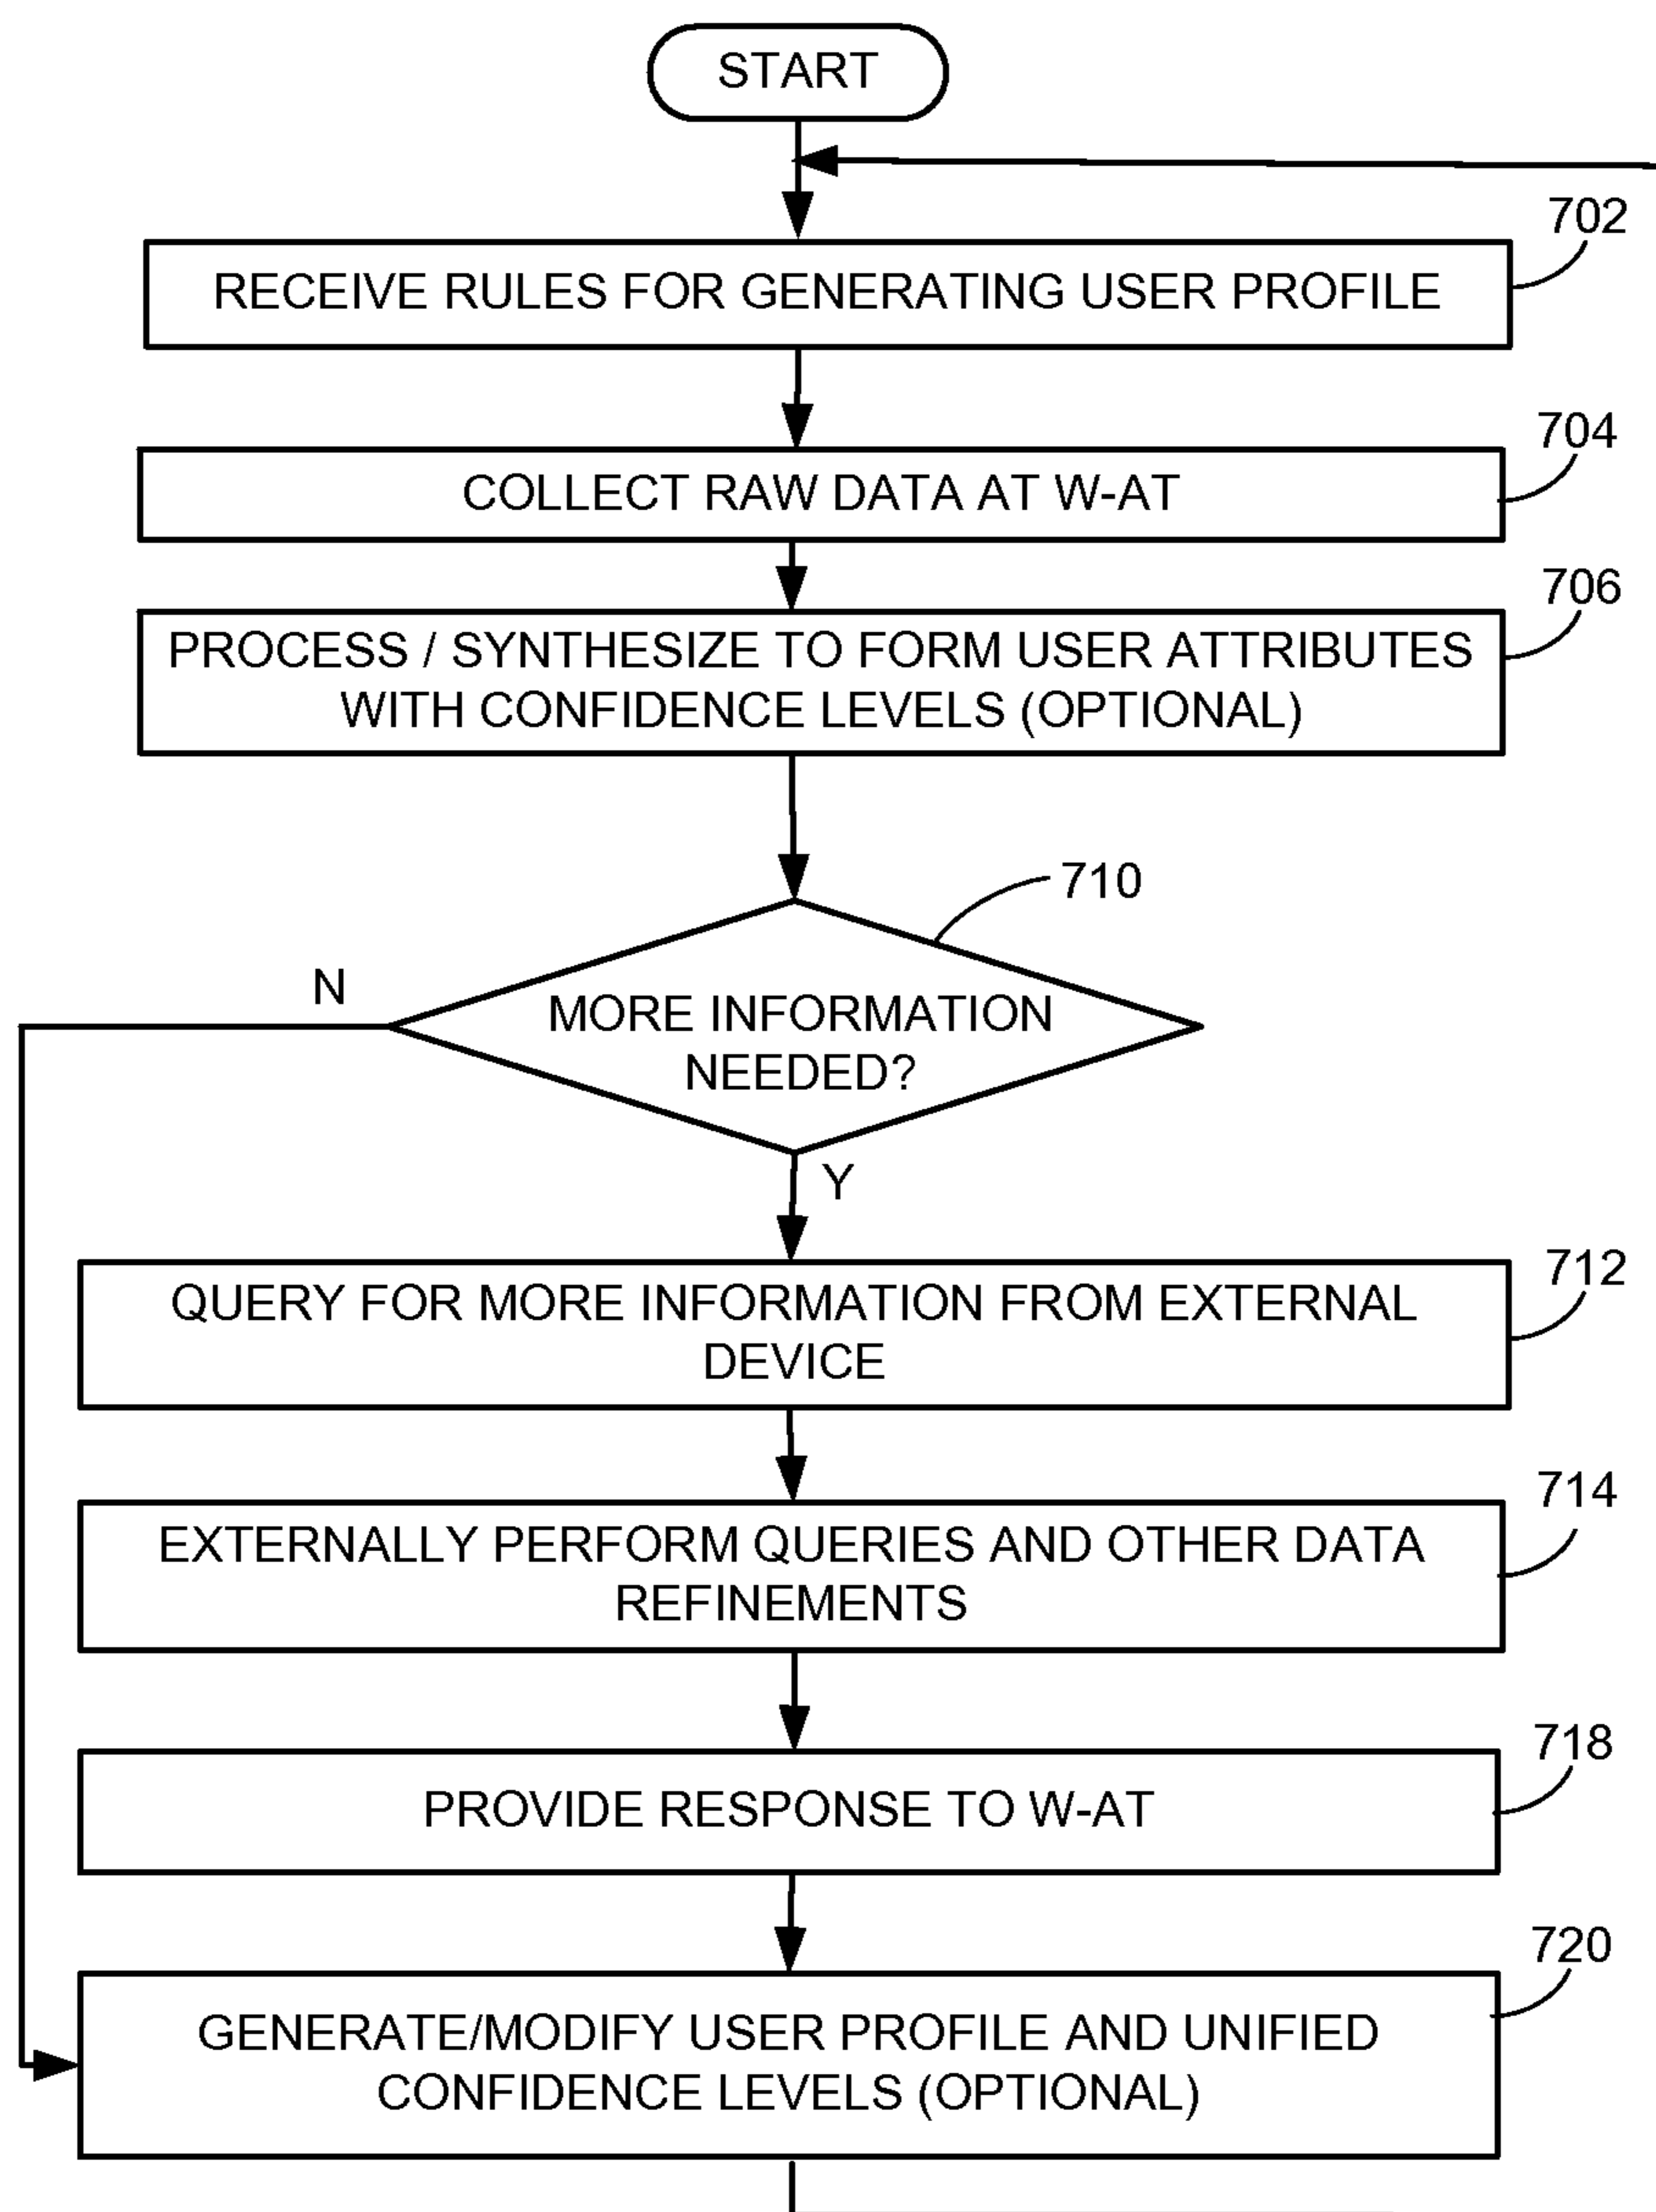 START
702
RECEIVE RULES FOR GENERATING USER PROFILE
704
COLLECT RAW DATA AT W-AT
706
PROCESS / SYNTHESIZE TO FORM USER ATTRIBUTES
WITH CONFIDENCE LEVELS (OPTIONAL)
710
N
MORE INFORMATION
NEEDED?
Y
712
QUERY FOR MORE INFORMATION FROM EXTERNAL
DEVICE
714
EXTERNALLY PERFORM QUERIES AND OTHER DATA
REFINEMENTS
718
PROVIDE RESPONSE TO W-AT
720
GENERATE/MODIFY USER PROFILE AND UNIFIED
CONFIDENCE LEVELS (OPTIONAL)